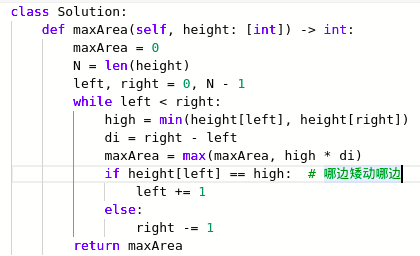 class Solution:
    def maxArea(self, height: [int]) -> int:
        maxArea = 0
        N = len(height)
        left, right = 0, N - 1
        while left < right:
            high = min(height[left], height[right])
            di = right - left
            maxArea = max(maxArea, high * di)
            if height[left] == high:  # 哪边矮动哪边
                left += 1
            else:
                right -= 1
        return maxArea